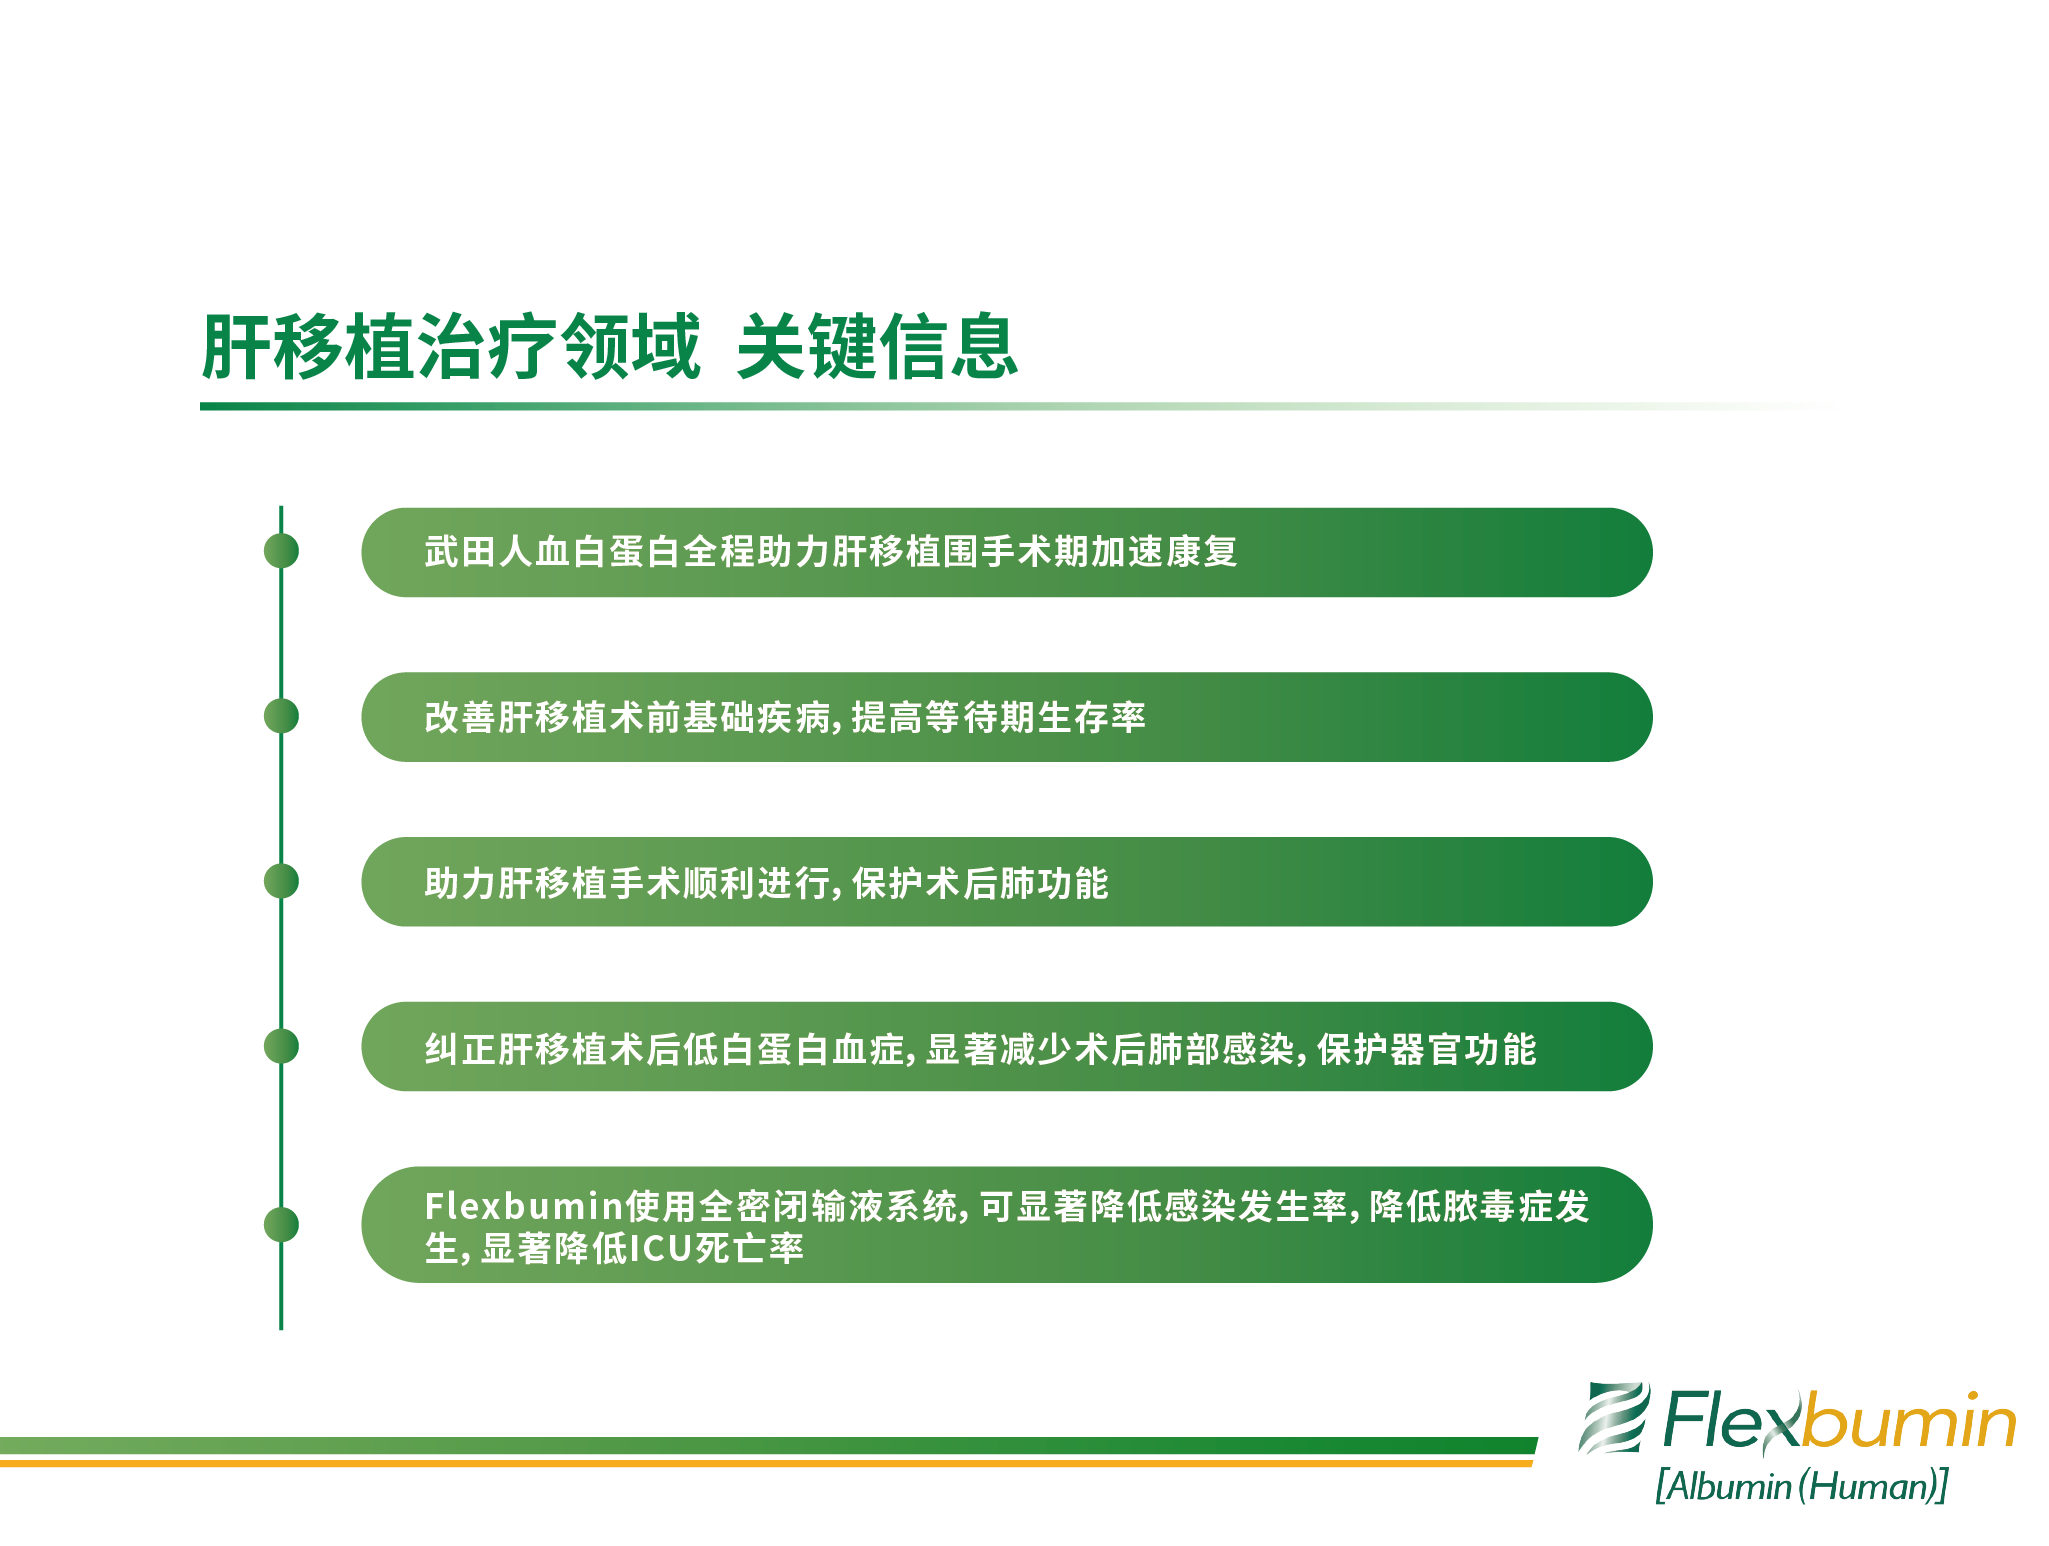 肝移植治疗领域 关键信息
武田人血白蛋白全程助力肝移植围手术期加速康复
改善肝移植术前基础疾病，提高等待期生存率
助力肝移植手术顺利进行，保护术后肺功能
纠正肝移植术后低白蛋白血症，显著减少术后肺部感染，保护器官功能
Flexbumin使用全密闭输液系统，可显著降低感染发生率，降低脓毒症发
生，显著降低ICU死亡率
Flexbumin
[Albumin (Human)]